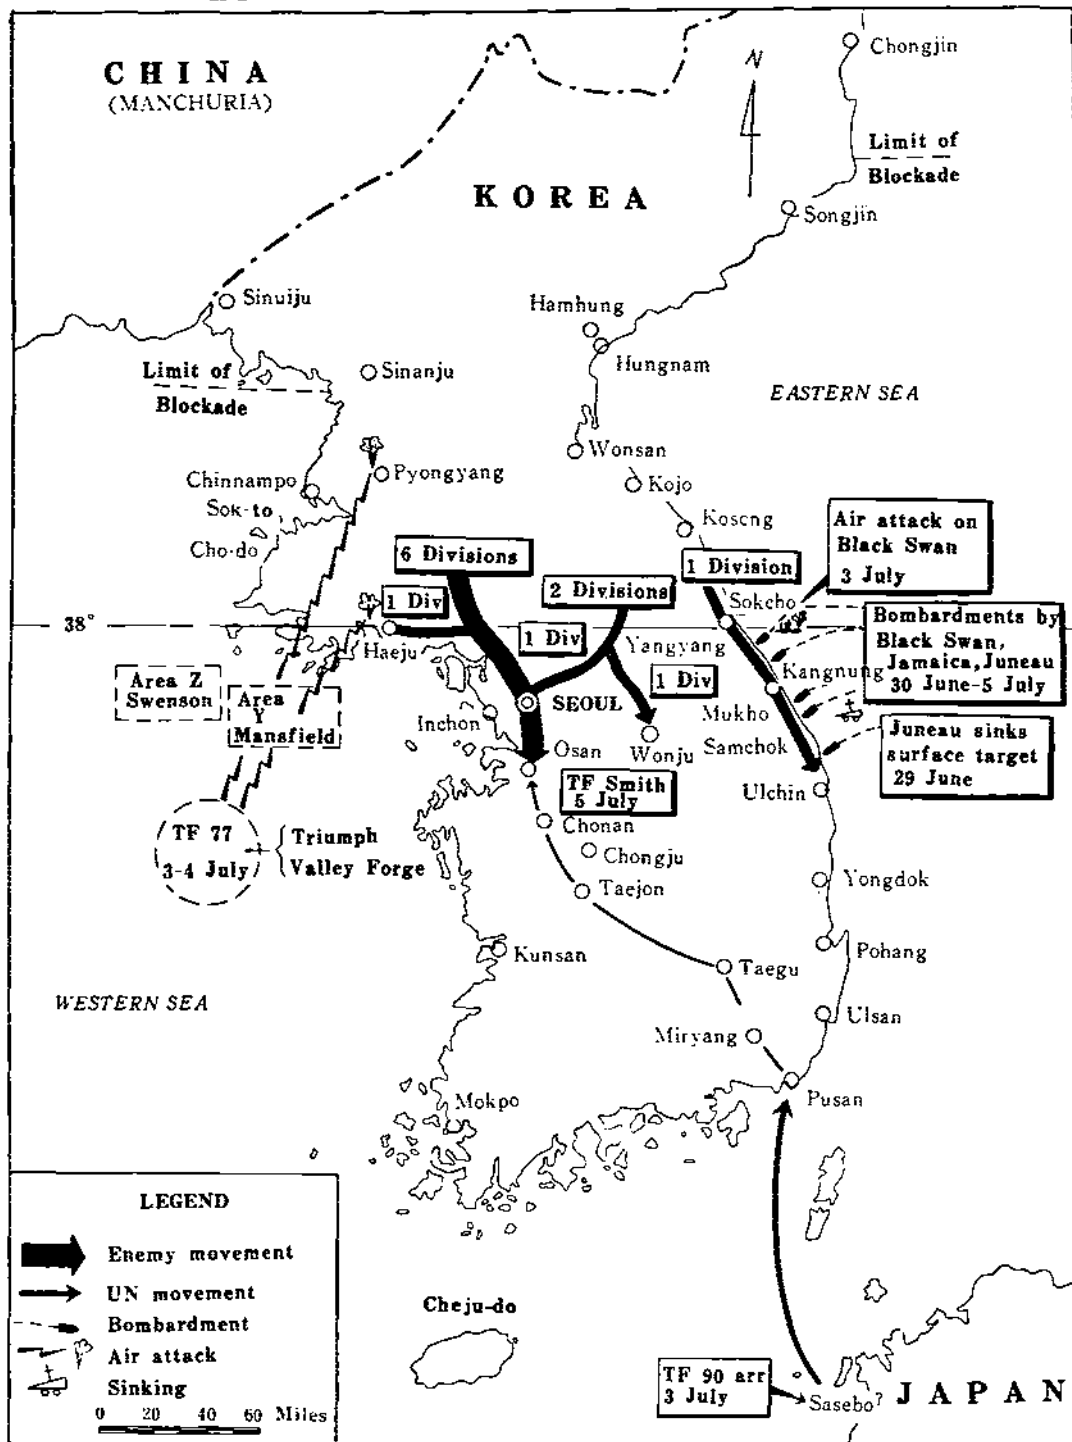 CHINA
(MANCHURIA)
N
Chongjin
Limit of
Blockade
KOREA
Songjin
Sinuiju
Hamhung
Hungnam
Limit of
Blockade
Sinanju
EASTERN SEA
Wonsan
Chinnampo
Pyongyang
Sok-to
Kojo
Cho-do
Koseng
Air attack on
Black Swan
3 July
6 Divisions
1 Division
2 Divisions
1 Div
Sokcho
38°
Haeju
1 Div
Yangyang
Bombardments by
Black Swan,
Jamaica, Juneau
30 June-5 July
Kangnung
Area Z
Swenson
Area
Y
Mansfield
1 Div
SEOUL
Inchon
Mukho
Wonju
Samchok
Juneau sinks
surface target
29 June
Osan
TF Smith
5 July
Ulchin
TF 77
3-4 July
Triumph
Valley Forge
Chonan
Chongju
Taejon
Yongdok
Kunsan
Pohang
Taegu
WESTERN SEA
Ulsan
Miryang
Pusan
Mokpo
LEGEND
Enemy movement
UN movement
Bombardment
Air attack
Sinking
0 20 40 60 Miles
Cheju-do
TF 90 arr
3 July
Sasebo
JAPAN